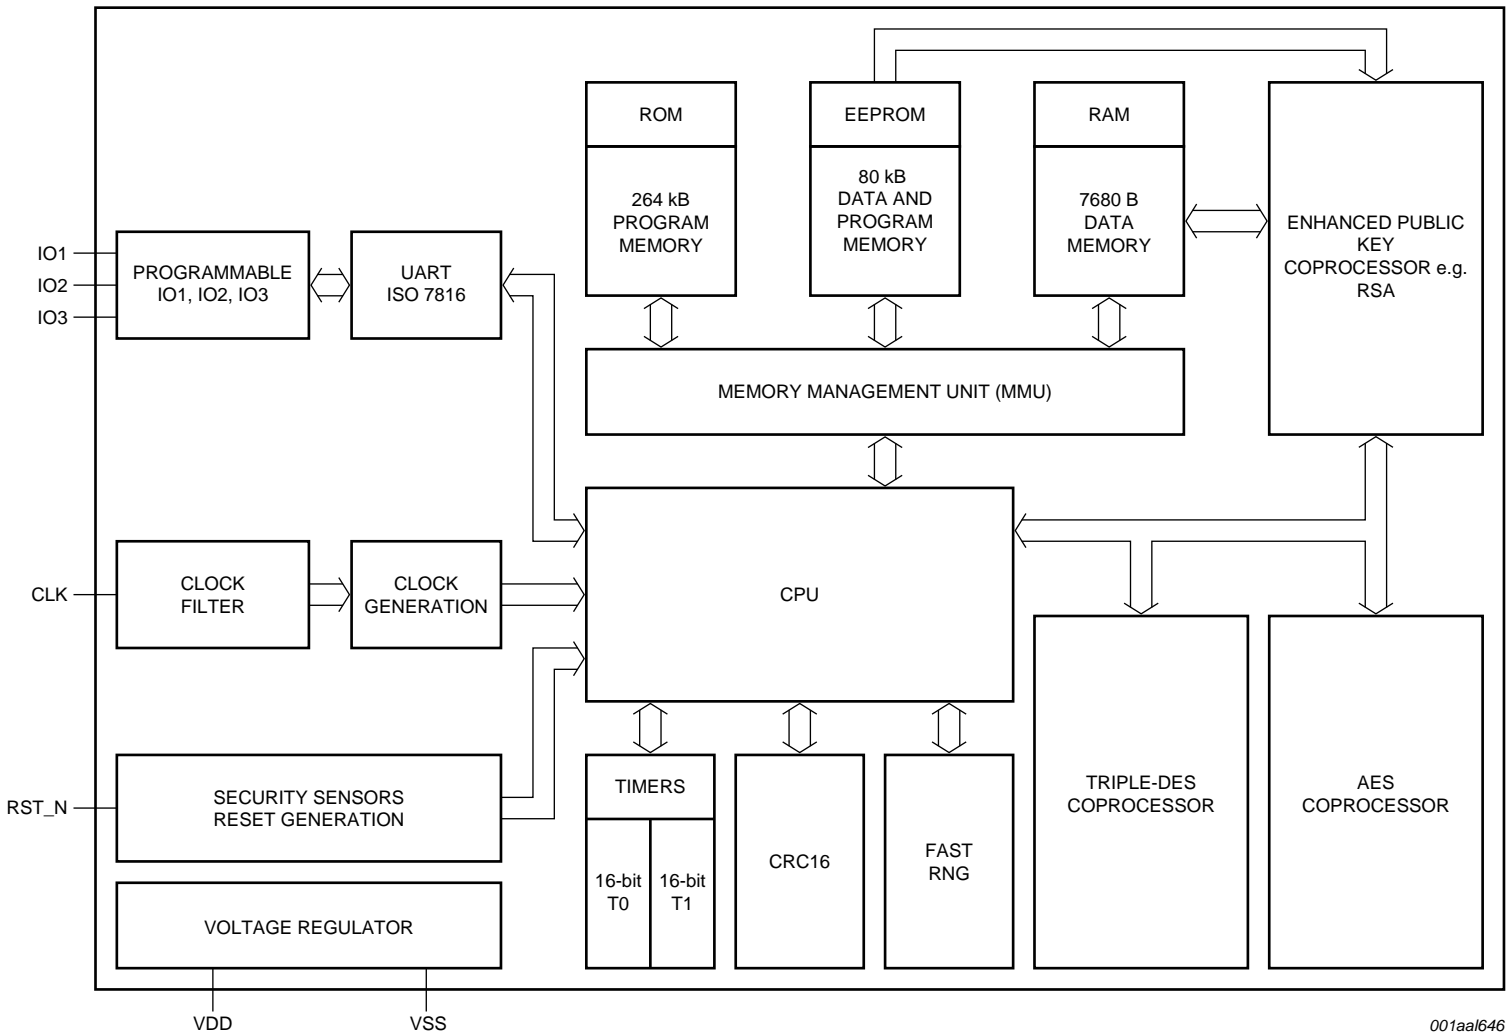 ROM
EEPROM
RAM
264 kB
PROGRAM
MEMORY
80 kB
DATA AND
PROGRAM
MEMORY
7680 B
DATA
MEMORY
ENHANCED PUBLIC
KEY
COPROCESSOR e.g.
RSA
IO1
IO2
IO3
PROGRAMMABLE
IO1, IO2, IO3
UART
ISO 7816
MEMORY MANAGEMENT UNIT (MMU)
CLK
CLOCK
FILTER
CLOCK
GENERATION
CPU
RST_N
SECURITY SENSORS
RESET GENERATION
TIMERS
16-bit
T0
16-bit
T1
CRC16
FAST
RNG
TRIPLE-DES
COPROCESSOR
AES
COPROCESSOR
VOLTAGE REGULATOR
VDD
VSS
001aal646